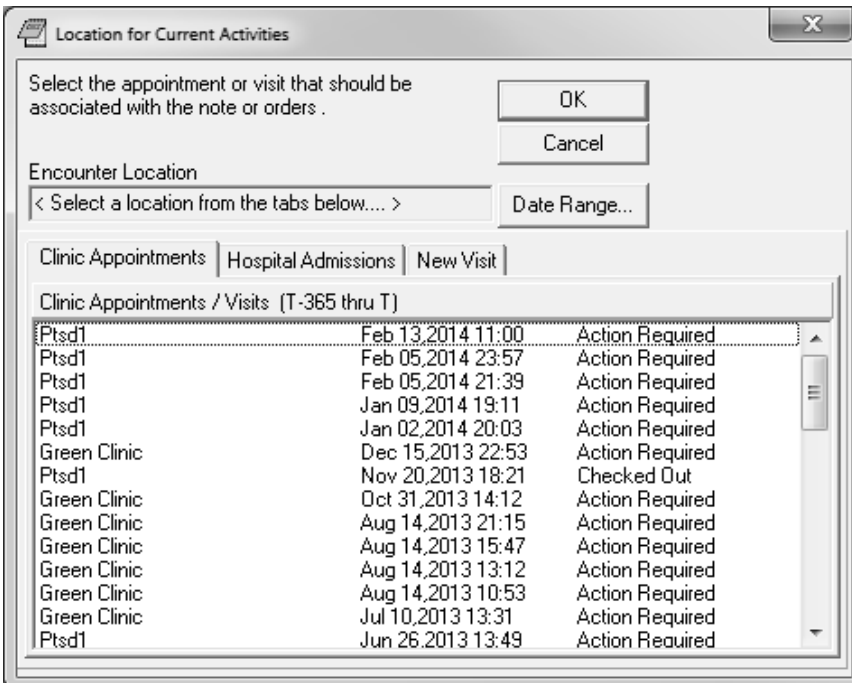 Location for Current Activities
Select the appointment or visit that should be
associated with the note or orders .
OK
Cancel
Encounter Location
< Select a location from the tabs below.... >
Date Range...
Clinic Appointments Hospital Admissions New Visit
Clinic Appointments / Visits (T-365 thru T)
Ptsd1 Feb 13,2014 11:00 Action Required
Ptsd1 Feb 05,2014 23:57 Action Required
Ptsd1 Feb 05,2014 21:39 Action Required
Ptsd1 Jan 09,2014 19:11 Action Required
Ptsd1 Jan 02,2014 20:03 Action Required
Green Clinic Dec 15,2013 22:53 Action Required
Ptsd1 Nov 20,2013 18:21 Checked Out
Green Clinic Oct 31,2013 14:12 Action Required
Green Clinic Aug 14,2013 21:15 Action Required
Green Clinic Aug 14,2013 15:47 Action Required
Green Clinic Aug 14,2013 13:12 Action Required
Green Clinic Aug 14,2013 10:53 Action Required
Green Clinic Jul 10,2013 13:31 Action Required
Ptsd1 Jun 26,2013 13:49 Action Required